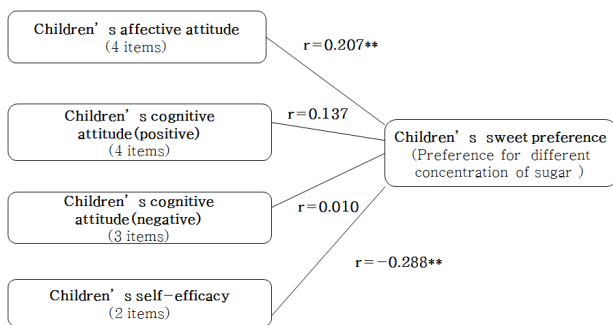 Children’s affective attitude
(4 items)
r=0.207**
Children’s cognitive
attitude(positive)
(4 items)
r=0.137
Children’s sweet preference
(Preference for different
concentration of sugar )
Children’s cognitive
attitude(negative)
(3 items)
r=0.010
r=-0.288**
Children’s self-efficacy
(2 items)